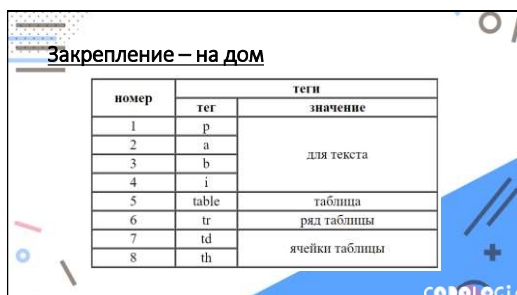 Закрепление – на дом
номер теги
тег значение
1 p для текста
2 a
3 b
4 i
5 table таблица
6 tr ряд таблицы
7 td ячейки таблицы
8 th